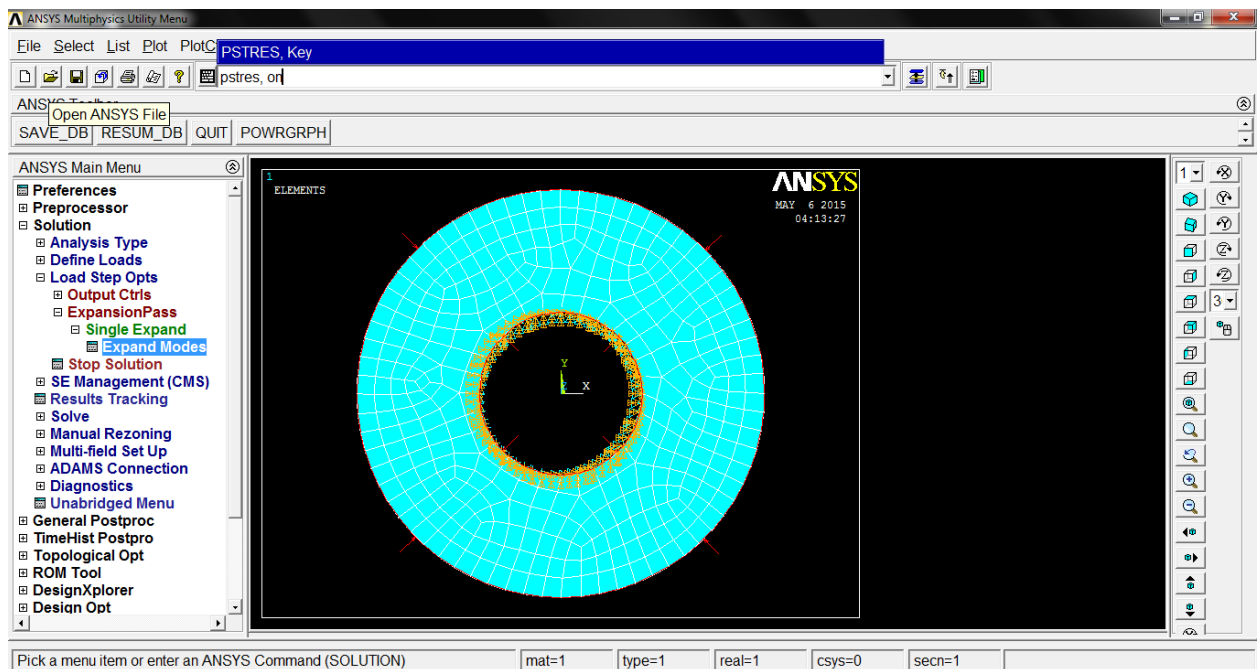 ANSYS Multiphysics Utility Menu
File Select List Plot PlotC
PSTRES, Key
pstres, on
ANSYS Toolbar
Open ANSYS File
SAVE_DB RESUM_DB QUIT POWRGRPH
ANSYS Main Menu
Preferences
Preprocessor
Solution
Analysis Type
Define Loads
Load Step Opts
Output Ctrls
ExpansionPass
Single Expand
Expand Modes
Stop Solution
SE Management (CMS)
Results Tracking
Solve
Manual Rezoning
Multi-field Set Up
ADAMS Connection
Diagnostics
Unabridged Menu
General Postproc
TimeHist Postpro
Topological Opt
ROM Tool
DesignXplorer
Design Opt
1
ELEMENTS
ANSYS
MAY 6 2015
04:13:27
Y
Z X
1
3
Pick a menu item or enter an ANSYS Command (SOLUTION) mat=1 type=1 real=1 csys=0 secn=1